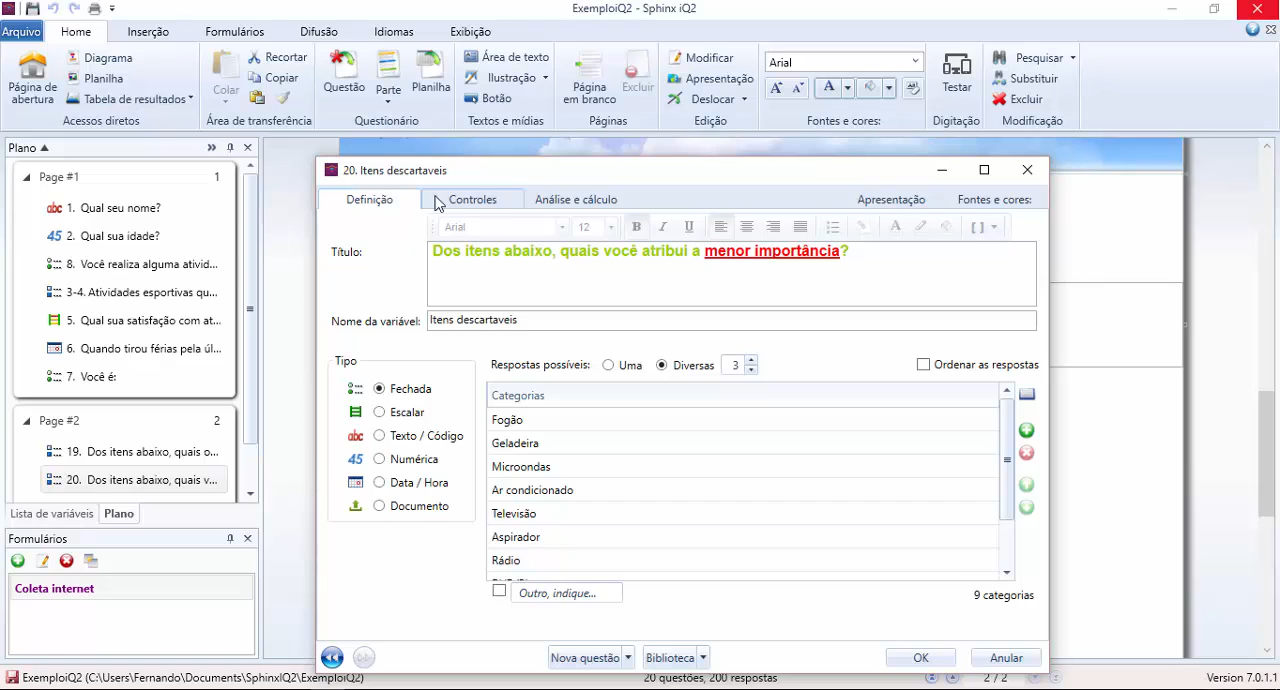 ExemploiQ2 - Sphinx iQ2
Arquivo Home Inserção Formulários Difusão Idiomas Exibição
Página de abertura
Diagrama
Planilha
Tabela de resultados
Acessos diretos
Colar
Recortar
Copiar
Área de transferência
Questão
Parte
Planilha
Questionário
Área de texto
Ilustração
Botão
Textos e mídias
Página em branco
Excluir
Páginas
Modificar
Apresentação
Deslocar
Edição
Arial
Fontes e cores:
Testar
Digitação
Pesquisar
Substituir
Excluir
Modificação
Plano
Page #1 1
abc 1. Qual seu nome?
45 2. Qual sua idade?
8. Você realiza alguma ativid...
3-4. Atividades esportivas qu...
5. Qual sua satisfação com at...
6. Quando tirou férias pela úl...
7. Você é:
Page #2 2
19. Dos itens abaixo, quais o...
20. Dos itens abaixo, quais v...
Lista de variáveis Plano
Formulários
Coleta internet
20. Itens descartaveis
Definição Controles Análise e cálculo Apresentação Fontes e cores:
Arial 12 B I U A [ ]
Título: Dos itens abaixo, quais você atribui a menor importância?
Nome da variável: Itens descartaveis
Tipo
Fechada
Escalar
abc Texto / Código
45 Numérica
Data / Hora
Documento
Respostas possíveis: Uma Diversas 3 Ordenar as respostas
Categorias
Fogão
Geladeira
Microondas
Ar condicionado
Televisão
Aspirador
Rádio
Outro, indique...
9 categorias
Nova questão Biblioteca OK Anular
ExemploiQ2 (C:\Users\Fernando\Documents\SphinxIQ2\ExemploiQ2) 20 questões, 200 respostas 2 / 2 Version 7.0.1.1